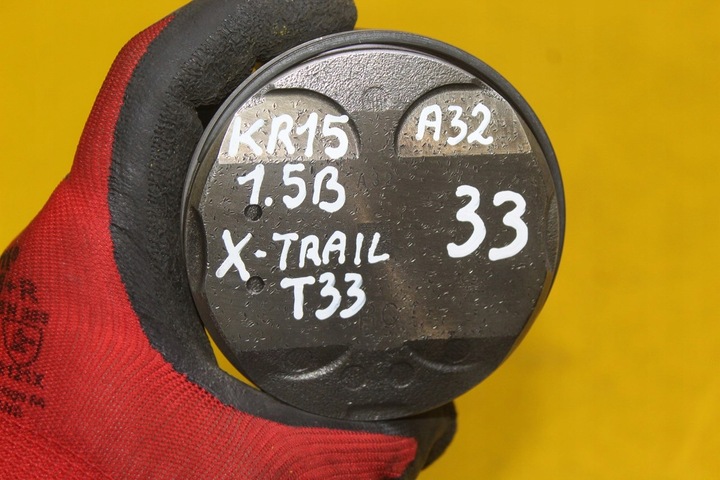 KR15
A32
1.5B
33
X-TRAIL
T33